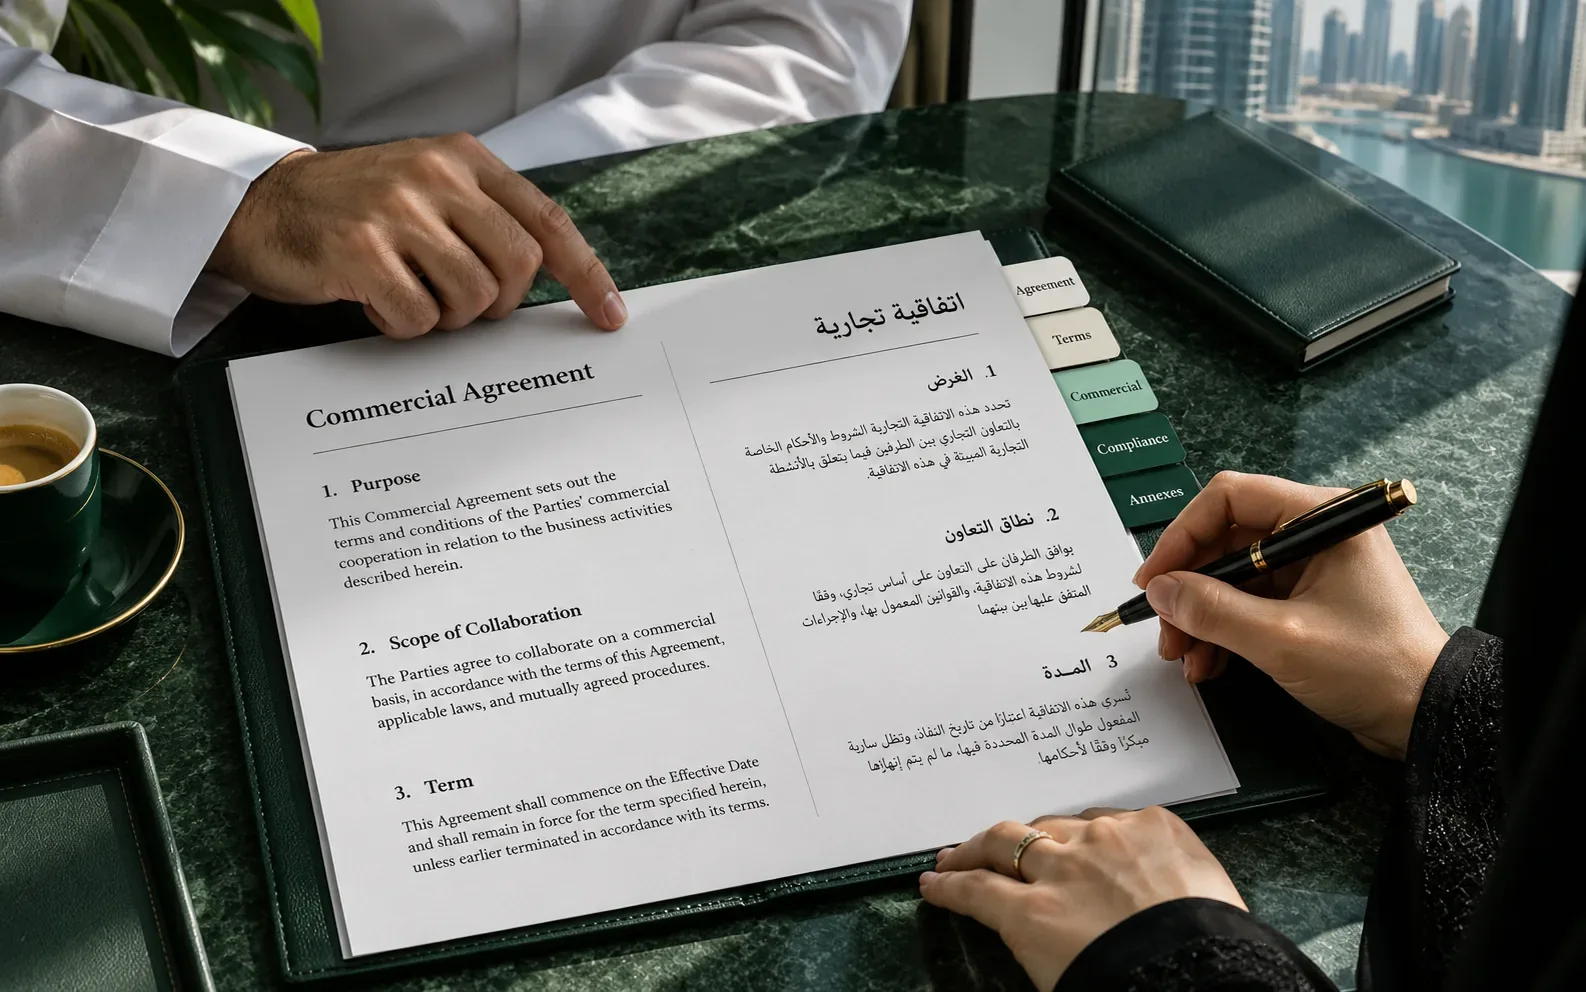 Commercial Agreement
1. Purpose
This Commercial Agreement sets out the
terms and conditions of the Parties' commercial
cooperation in relation to the business activities
described herein.
2. Scope of Collaboration
The Parties agree to collaborate on a commercial
basis, in accordance with the terms of this Agreement,
applicable laws, and mutually agreed procedures.
3. Term
This Agreement shall commence on the Effective Date
and shall remain in force for the term specified herein,
unless earlier terminated in accordance with its terms.
اتفاقية تجارية
1. الغرض
تحدد هذه الاتفاقية التجارية الشروط والأحكام الخاصة
بالتعاون التجاري بين الطرفين فيما يتعلق بالأنشطة
التجارية المبيتة في هذه الاتفاقية.
2. نطاق التعاون
يوافق الطرفان على التعاون على أساس تجاري، وفقًا
لشروط هذه الاتفاقية، والقوانين المعمول بها، والإجراءات
المتفق عليها بين بينهما
3 المـدة
تُسري هذه الاتفاقية اعتبارًا من تاريخ النفاذ، وتظل سارية
المفعول طوال المدة المحددة فيها، ما لم يتم إنهاؤها
مبكرًا وفقًا لأحكامها.
Agreement
Terms
Commercial
Compliance
Annexes